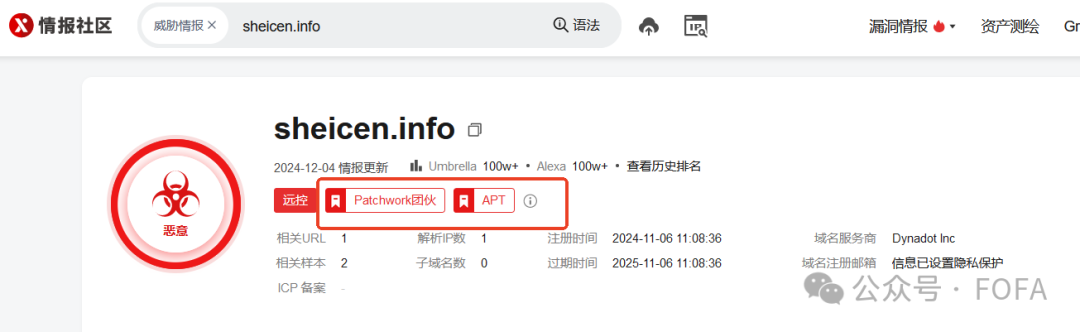 X 情报社区 威胁情报 × sheicen.info 语法 IP 漏洞情报 资产测绘 Gr
sheicen.info
2024-12-04 情报更新 Umbrella 100w+ • Alexa 100w+ • 查看历史排名
恶意
远控 Patchwork团伙 APT
相关URL 1 解析IP数 1 注册时间 2024-11-06 11:08:36 域名服务商 Dynadot Inc
相关样本 2 子域名数 0 过期时间 2025-11-06 11:08:36 域名注册邮箱 信息已设置隐私保护
ICP 备案 -
公众号 · FOFA